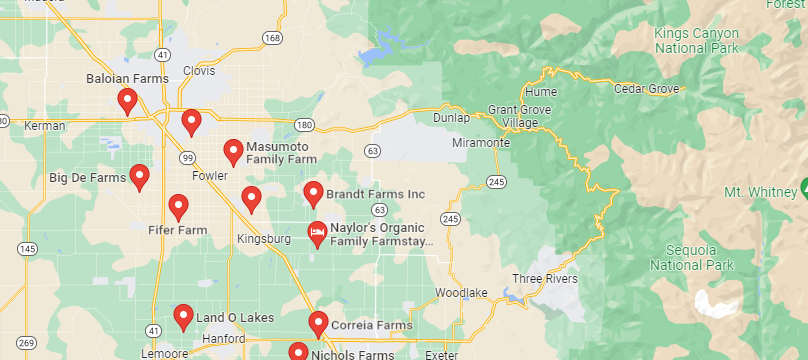 Forest
Kings Canyon
National Park
168
41
Clovis
Baloian Farms
Hume
Cedar Grove
Grant Grove
Village
Dunlap
Kerman
180
Miramonte
Masumoto
Family Farm
63
99
Fowler
Big De Farms
245
Mt. Whitney
Brandt Farms Inc
63
245
Fifer Farm
Naylor's Organic
Family Farmstay...
Kingsburg
145
Sequoia
National Park
Three Rivers
Woodlake
Land O Lakes
Correia Farms
41
Hanford
269
Lemoore
Nichols Farms
Exeter